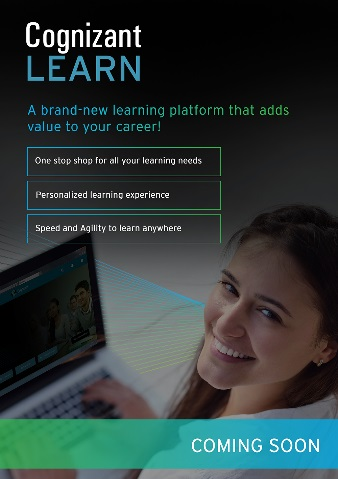 Cognizant
LEARN
A brand-new learning platform that adds
value to your career!
One stop shop for all your learning needs
Personalized learning experience
Speed and Agility to learn anywhere
COMING SOON